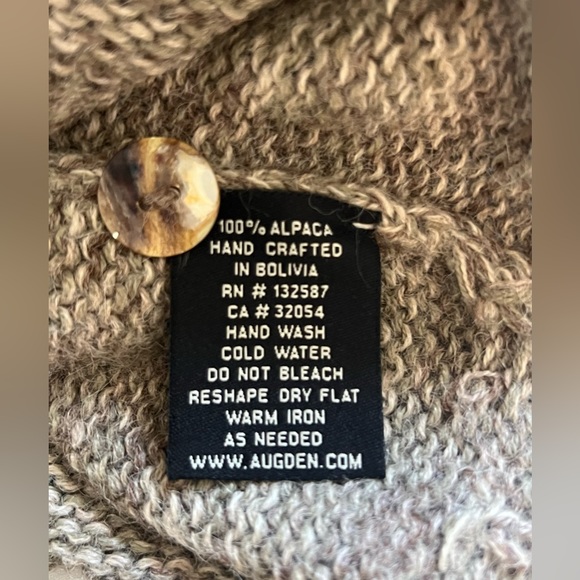 100% ALPACA
HAND CRAFTED
IN BOLIVIA
RN # 132587
CA # 32054
HAND WASH
COLD WATER
DO NOT BLEACH
RESHAPE DRY FLAT
WARM IRON
AS NEEDED
WWW.AUGDEN.COM